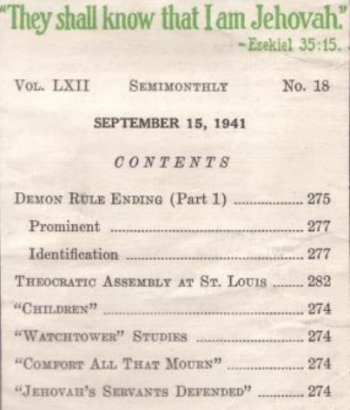 "They shall know that I am Jehovah."
- Ezekiel 35:15.
VOL. LXII SEMIMONTHLY No. 18
SEPTEMBER 15, 1941
CONTENTS
DEMON RULE ENDING (Part 1) ................ 275
Prominent ................ 277
Identification ................ 277
THEOCRATIC ASSEMBLY AT ST. LOUIS ........ 282
"CHILDREN" ................ 274
"WATCHTOWER" STUDIES ................ 274
"COMFORT ALL THAT MOURN" ................ 274
"JEHOVAH'S SERVANTS DEFENDED" ............ 274